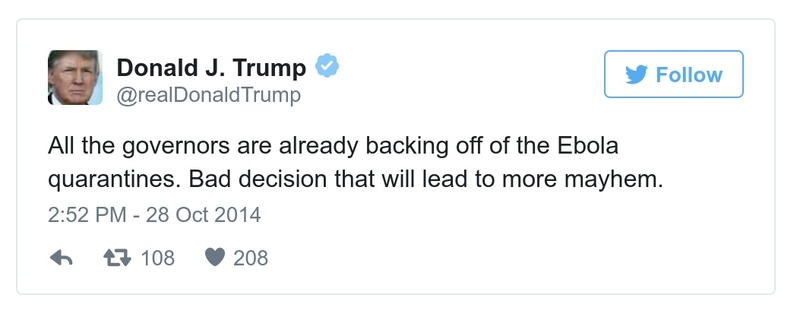 Donald J. Trump
@realDonaldTrump
Follow
All the governors are already backing off of the Ebola
quarantines. Bad decision that will lead to more mayhem.
2:52 PM - 28 Oct 2014
108 208